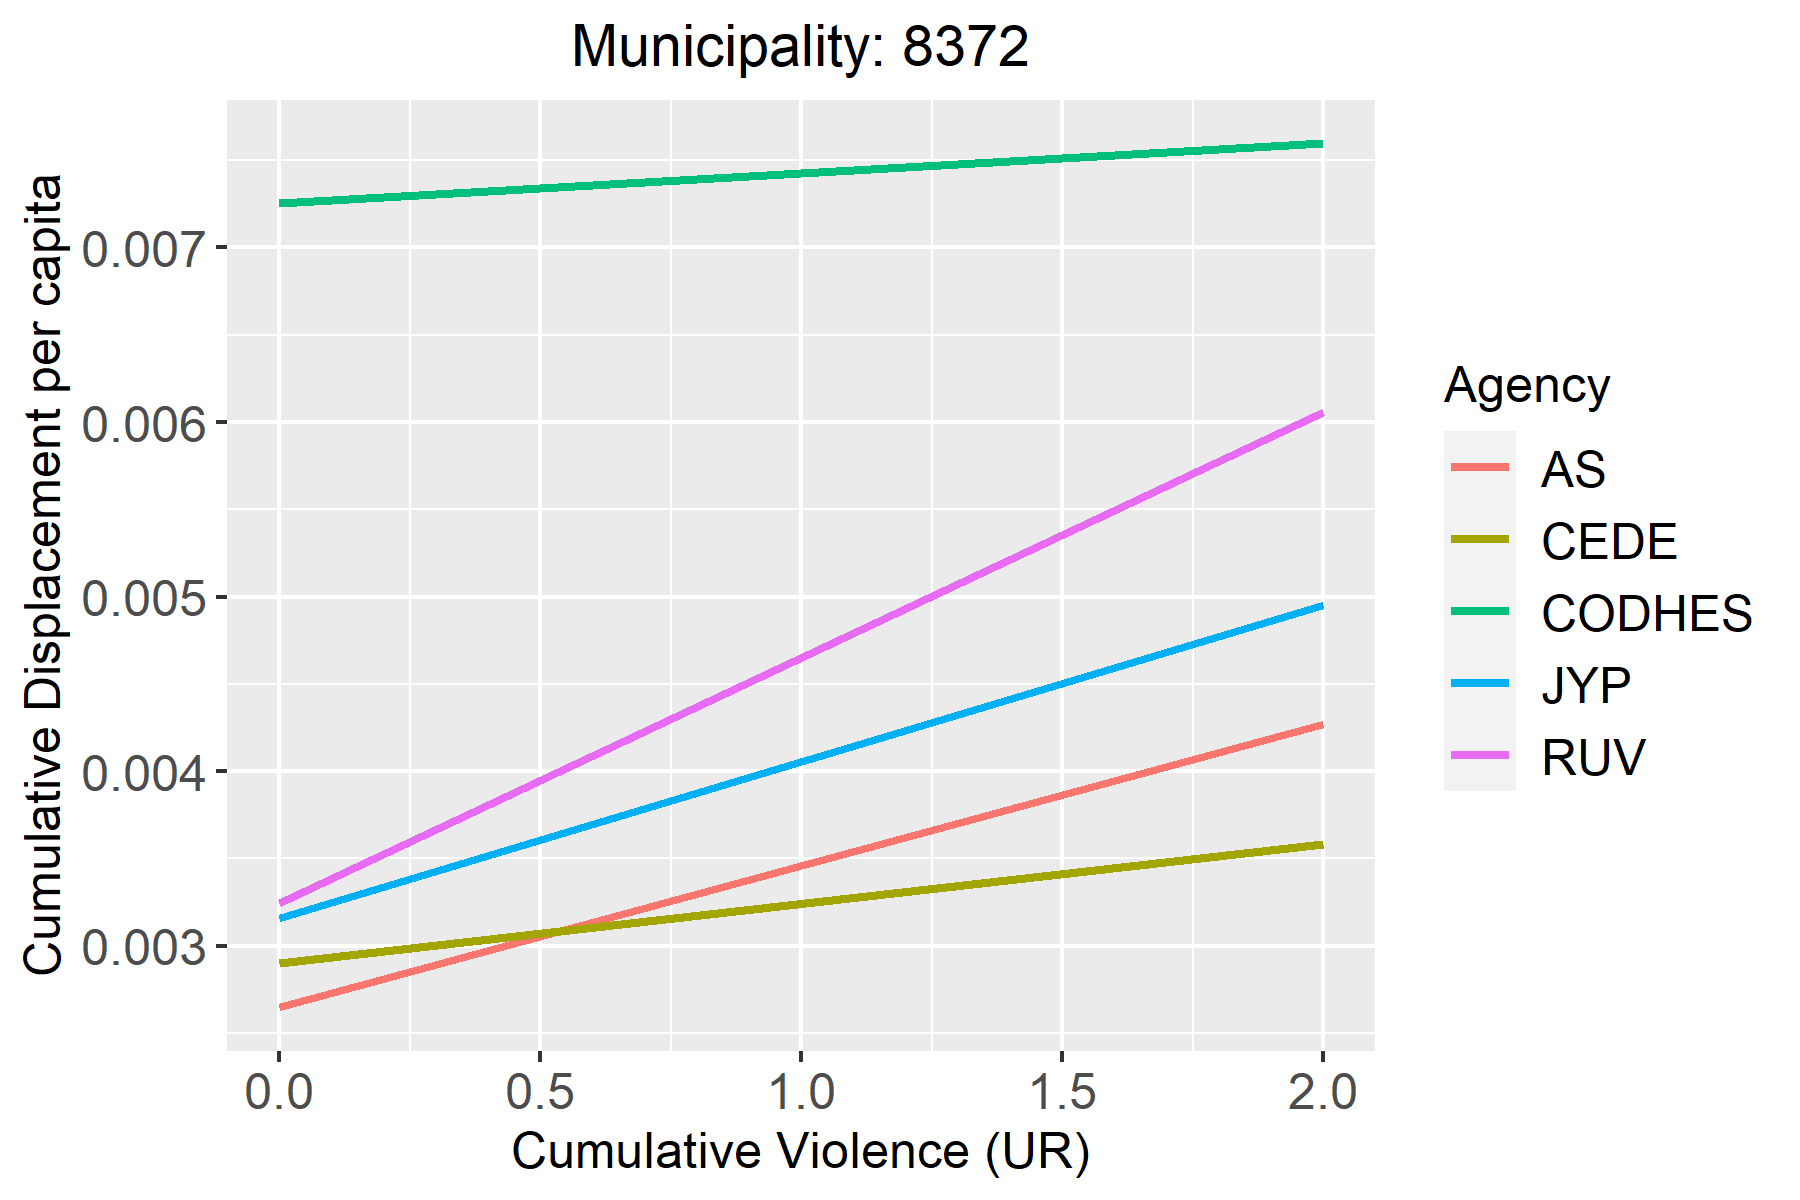 Municipality: 8372
Cumulative Displacement per capita
0.007
0.006
0.005
0.004
0.003
0.0 0.5 1.0 1.5 2.0
Cumulative Violence (UR)
Agency
AS
CEDE
CODHES
JYP
RUV